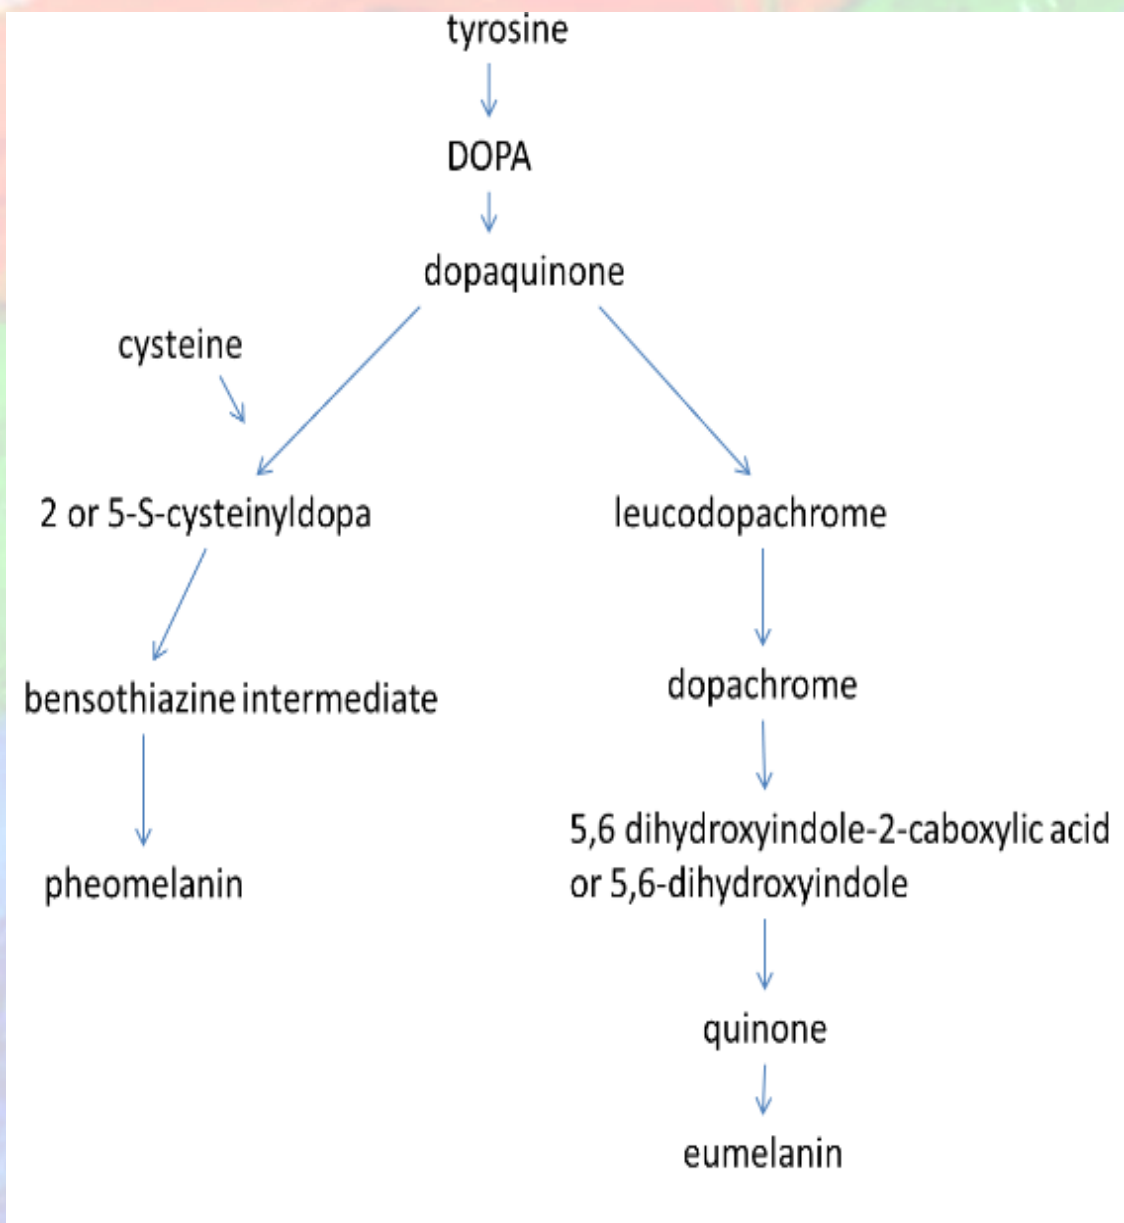 tyrosine
DOPA
dopaquinone
cysteine
2 or 5-S-cysteinyldopa
leucodopachrome
bensothiazine intermediate
dopachrome
5,6 dihydroxyindole-2-caboxylic acid
or 5,6-dihydroxyindole
pheomelanin
quinone
eumelanin